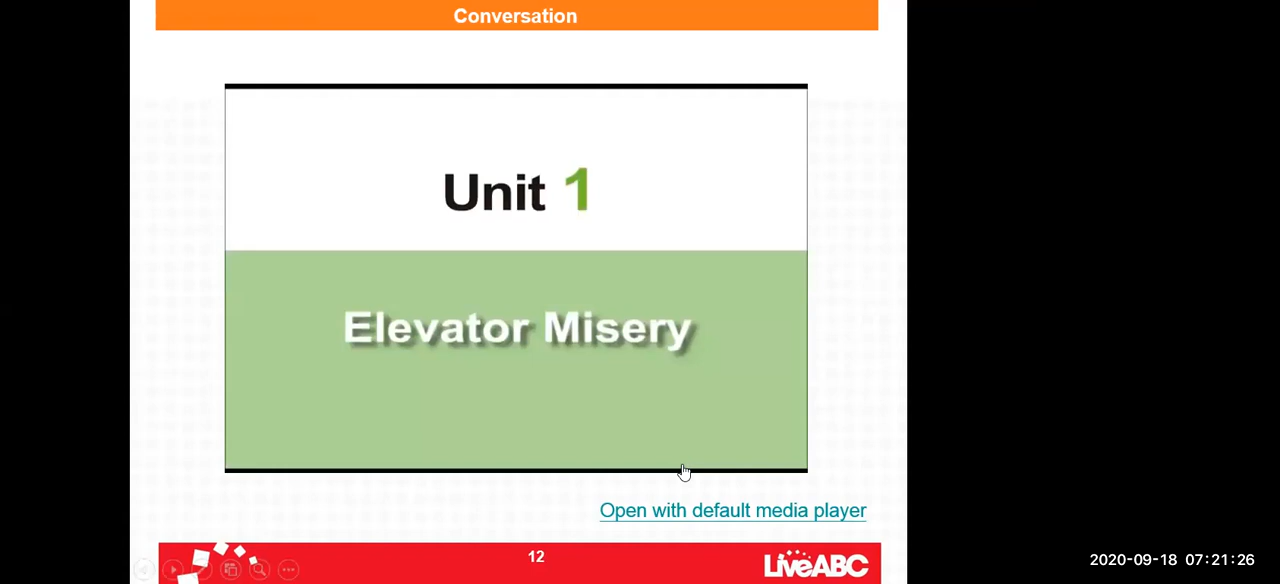 Conversation
Unit 1
Elevator Misery
Open with default media player
12
LiveABC
2020-09-18 07:21:26